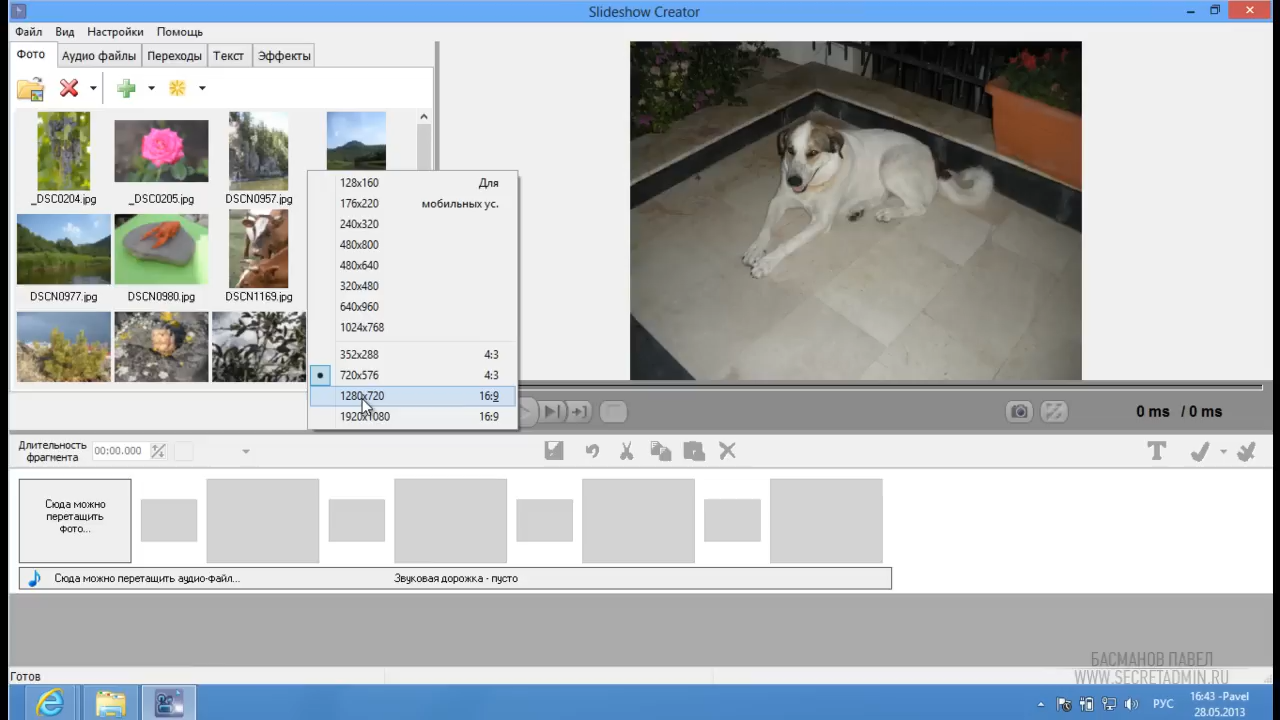 Slideshow Creator
Файл Вид Настройки Помощь
Фото Аудио файлы Переходы Текст Эффекты
_DSC0204.jpg _DSC0205.jpg DSCN0957.jpg
DSCN0977.jpg DSCN0980.jpg DSCN1169.jpg
128x160 Для
176x220 мобильных ус.
240x320
480x800
480x640
320x480
640x960
1024x768
352x288 4:3
720x576 4:3
1280x720 16:9
1920x1080 16:9
0 ms / 0 ms
Длительность
фрагмента
00:00.000
Сюда можно
перетащить
фото...
Сюда можно перетащить аудио-файл... Звуковая дорожка - пусто
БАСМАНОВ ПАВЕЛ
WWW.SECRETADMIN.RU
Готов
РУС
16:43 -Pavel
28.05.2013